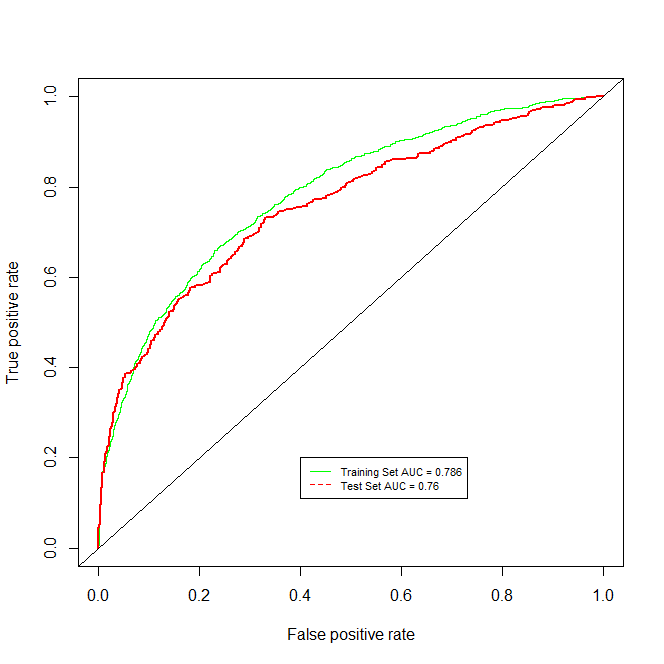 True positive rate
1.0
0.8
0.6
0.4
0.2
0.0
Training Set AUC = 0.786
Test Set AUC = 0.76
0.0 0.2 0.4 0.6 0.8 1.0
False positive rate